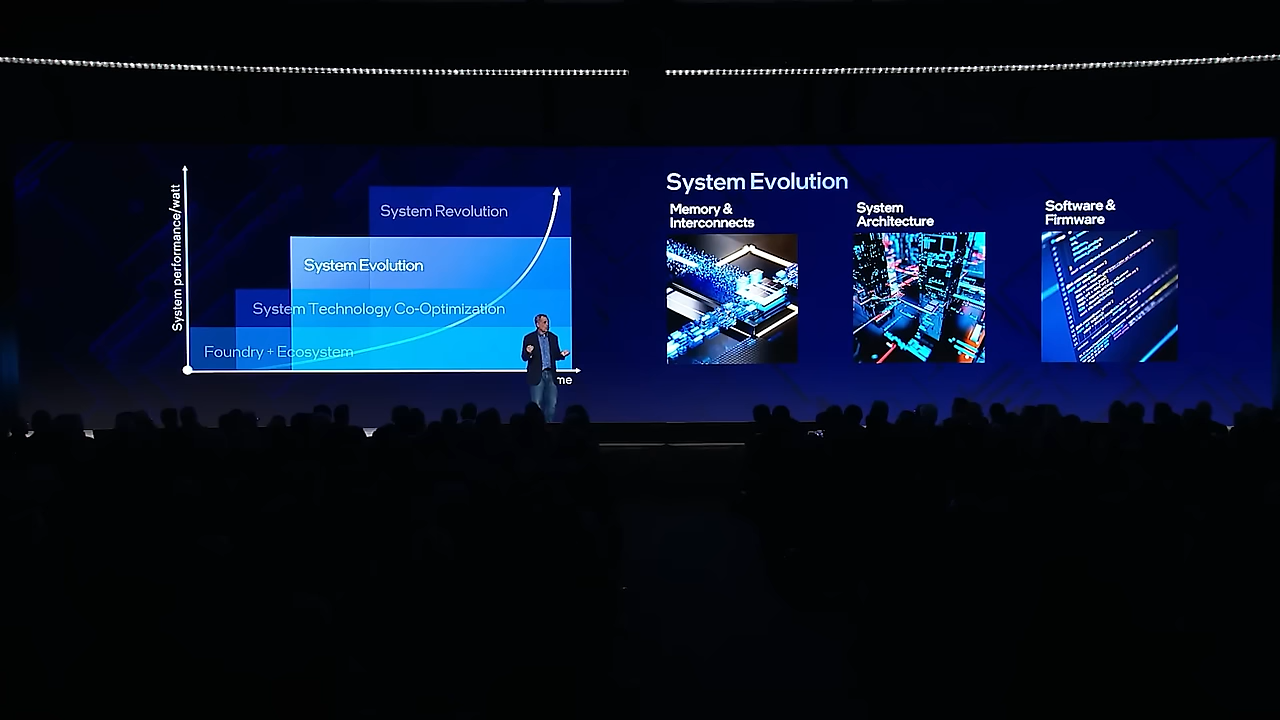 System performance/watt
System Revolution
System Evolution
System Technology Co-Optimization
Foundry + Ecosystem
me
System Evolution
Memory &
Interconnects
System
Architecture
Software &
Firmware